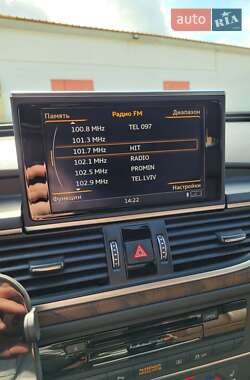 auto RIA.com
Память Радио FM Диапазон
100.8 MHz TEL 097
101.3 MHz
101.7 MHz HIT
102.1 MHz RADIO
102.5 MHz PROMIN
102.9 MHz TEL.LVIV
Функции 14:22 Настройки